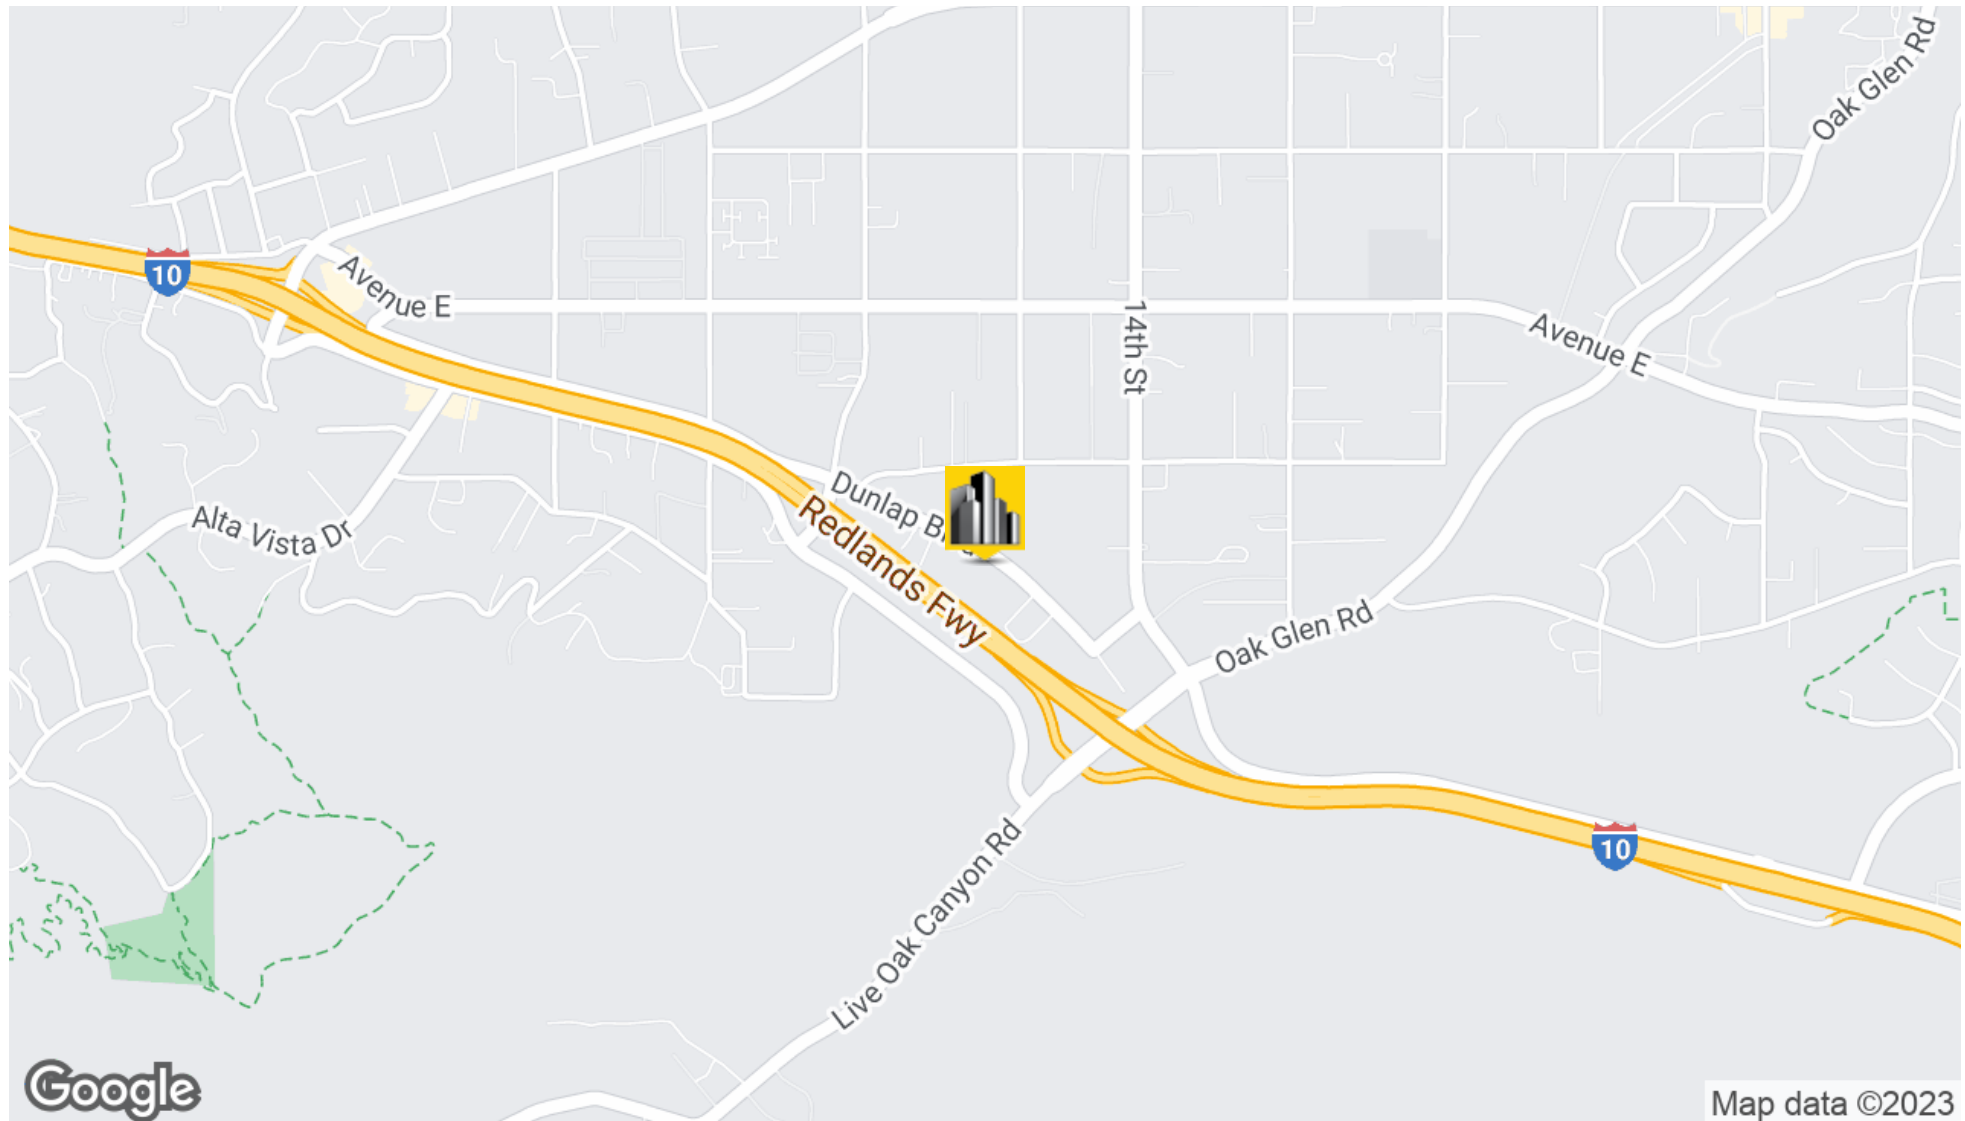 Oak Glen Rd
10
Avenue E
14th St
Avenue E
Dunlap B
Alta Vista Dr
Redlands Fwy
Oak Glen Rd
10
Live Oak Canyon Rd
Google
Map data ©2023